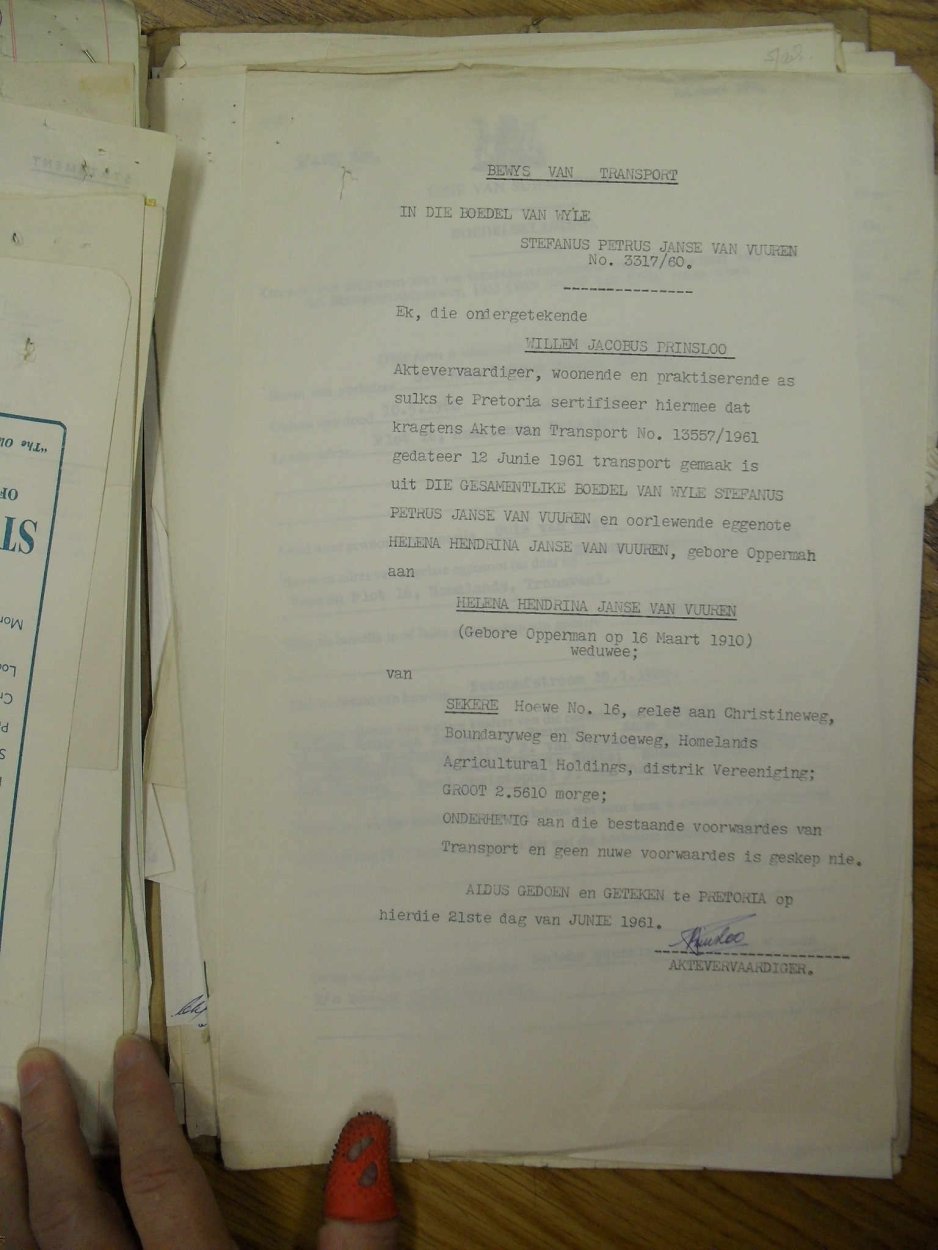 BEWYS VAN TRANSPORT
IN DIE BOEDEL VAN WYLE
STEFANUS PETRUS JANSE VAN VUUREN
No. 3317/60.
Ek, die ondergetekende
WILLEM JACOBUS PRINSLOO
Aktevervaardiger, woonende en praktiserende as
sulks te Pretoria sertifiseer hiermee dat
kragtens Akte van Transport No. 13557/1961
gedateer 12 Junie 1961 transport gemaak is
uit DIE GESAMENTLIKE BOEDEL VAN WYLE STEFANUS
PETRUS JANSE VAN VUUREN en oorlewende eggenote
HELENA HENDRINA JANSE VAN VUUREN, gebore Opperman
aan
HELENA HENDRINA JANSE VAN VUUREN
(Gebore Opperman op 16 Maart 1910)
weduwee;
van
SEKERE Hoewe No. 16, geleë aan Christineweg,
Boundaryweg en Serviceweg, Homelands
Agricultural Holdings, distrik Vereeniging;
GROOT 2.5610 morge;
ONDERHEWIG aan die bestaande voorwaardes van
Transport en geen nuwe voorwaardes is geskep nie.
ALDUS GEDOEN en GETEKEN te PRETORIA op
hierdie 21ste dag van JUNIE 1961.
AKTEVERVAARDIGER.
STATEMENT
"The
OF